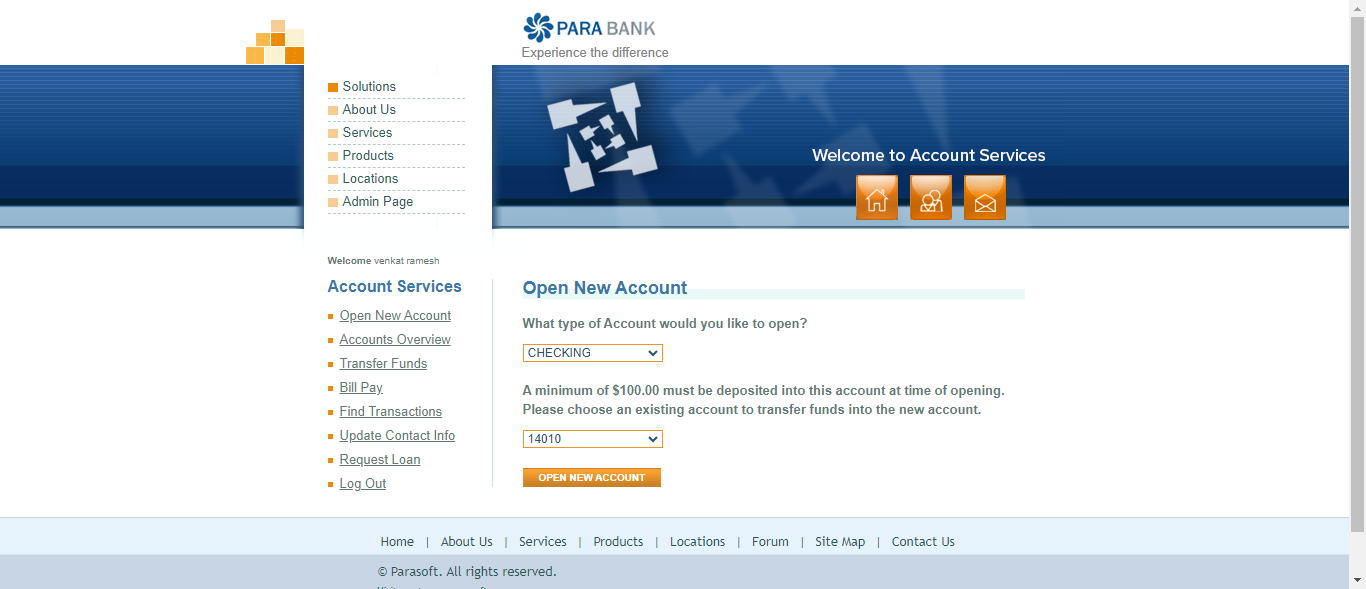 PARA BANK
Experience the difference
Solutions
About Us
Services
Products
Locations
Admin Page
Welcome to Account Services
Welcome venkat ramesh
Account Services
Open New Account
Accounts Overview
Transfer Funds
Bill Pay
Find Transactions
Update Contact Info
Request Loan
Log Out
Open New Account
What type of Account would you like to open?
CHECKING
A minimum of $100.00 must be deposited into this account at time of opening.
Please choose an existing account to transfer funds into the new account.
14010
OPEN NEW ACCOUNT
Home | About Us | Services | Products | Locations | Forum | Site Map | Contact Us
© Parasoft. All rights reserved.